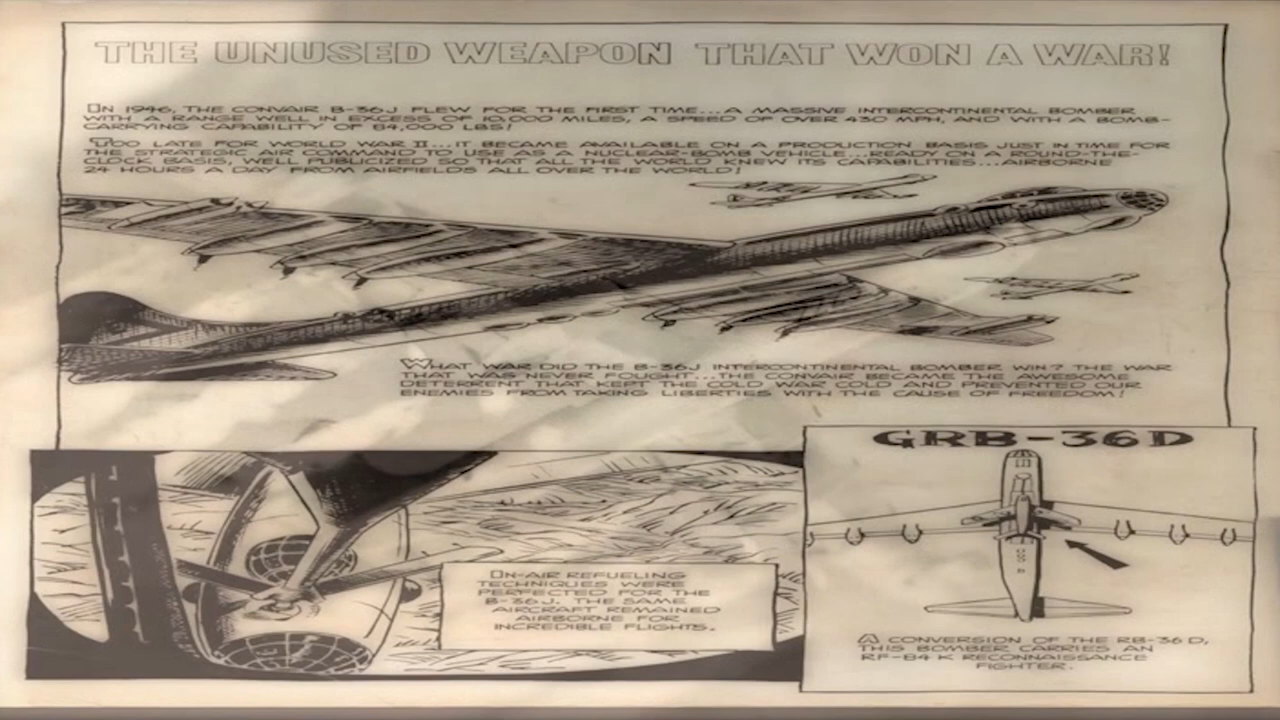 THE UNUSED WEAPON THAT WON A WAR!
IN 1946, THE CONVAIR B-36J FLEW FOR THE FIRST TIME... A MASSIVE INTERCONTINENTAL BOMBER
WITH A RANGE WELL IN EXCESS OF 10,000 MILES, A SPEED OF OVER 430 MPH, AND WITH A BOMB-
CARRYING CAPABILITY OF 84,000 LBS!
TOO LATE FOR WORLD WAR II... IT BECAME AVAILABLE ON A PRODUCTION BASIS JUST IN TIME FOR
THE STRATEGIC AIR COMMAND TO USE AS A NUCLEAR-BOMB VEHICLE... READY ON A ROUND-THE-
CLOCK BASIS, WELL PUBLICIZED SO THAT ALL THE WORLD KNEW ITS CAPABILITIES... AIRBORNE
24 HOURS A DAY FROM AIRFIELDS ALL OVER THE WORLD!
WHAT WAR DID THE B-36J INTERCONTINENTAL BOMBER WIN? THE WAR
THAT WAS NEVER FOUGHT... THE CONVAIR BECAME THE AWESOME
DETERRENT THAT KEPT THE COLD WAR COLD AND PREVENTED OUR
ENEMIES FROM TAKING LIBERTIES WITH THE CAUSE OF FREEDOM!
ON-AIR REFUELING
TECHNIQUES WERE
PERFECTED FOR THE
B-36J. THE SAME
AIRCRAFT REMAINED
AIRBORNE FOR
INCREDIBLE FLIGHTS.
GRB-36D
A CONVERSION OF THE RB-36D,
THIS BOMBER CARRIES AN
RF-84K RECONNAISSANCE
FIGHTER.